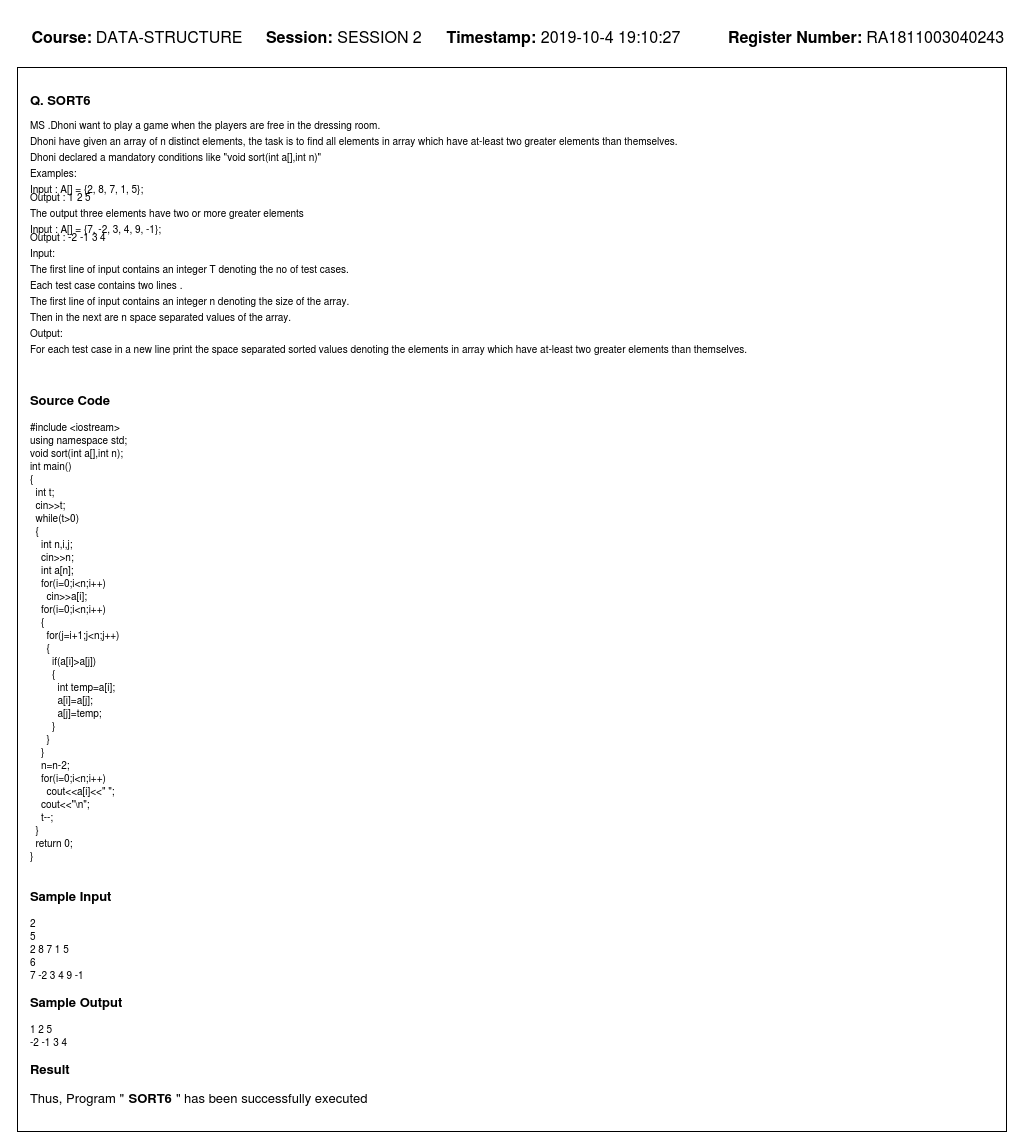 Course: DATA-STRUCTURE Session: SESSION 2 Timestamp: 2019-10-4 19:10:27 Register Number: RA1811003040243
Q. SORT6
MS .Dhoni want to play a game when the players are free in the dressing room.
Dhoni have given an array of n distinct elements, the task is to find all elements in array which have at-least two greater elements than themselves.
Dhoni declared a mandatory conditions like "void sort(int a[],int n)"
Examples:
Input : A[] = {2, 8, 7, 1, 5};
Output : 1 2 5
The output three elements have two or more greater elements
Input : A[] = {7, -2, 3, 4, 9, -1};
Output : -2 -1 3 4
Input:
The first line of input contains an integer T denoting the no of test cases.
Each test case contains two lines .
The first line of input contains an integer n denoting the size of the array.
Then in the next are n space separated values of the array.
Output:
For each test case in a new line print the space separated sorted values denoting the elements in array which have at-least two greater elements than themselves.
Source Code
#include <iostream>
using namespace std;
void sort(int a[],int n);
int main()
{
  int t;
  cin>>t;
  while(t>0)
  {
    int n,i,j;
    cin>>n;
    int a[n];
    for(i=0;i<n;i++)
      cin>>a[i];
    for(i=0;i<n;i++)
    {
      for(j=i+1;j<n;j++)
      {
        if(a[i]>a[j])
        {
          int temp=a[i];
          a[i]=a[j];
          a[j]=temp;
        }
      }
    }
    n=n-2;
    for(i=0;i<n;i++)
      cout<<a[i]<<" ";
    cout<<"\n";
    t--;
  }
  return 0;
}
Sample Input
2
5
2 8 7 1 5
6
7 -2 3 4 9 -1
Sample Output
1 2 5
-2 -1 3 4
Result
Thus, Program " SORT6 " has been successfully executed